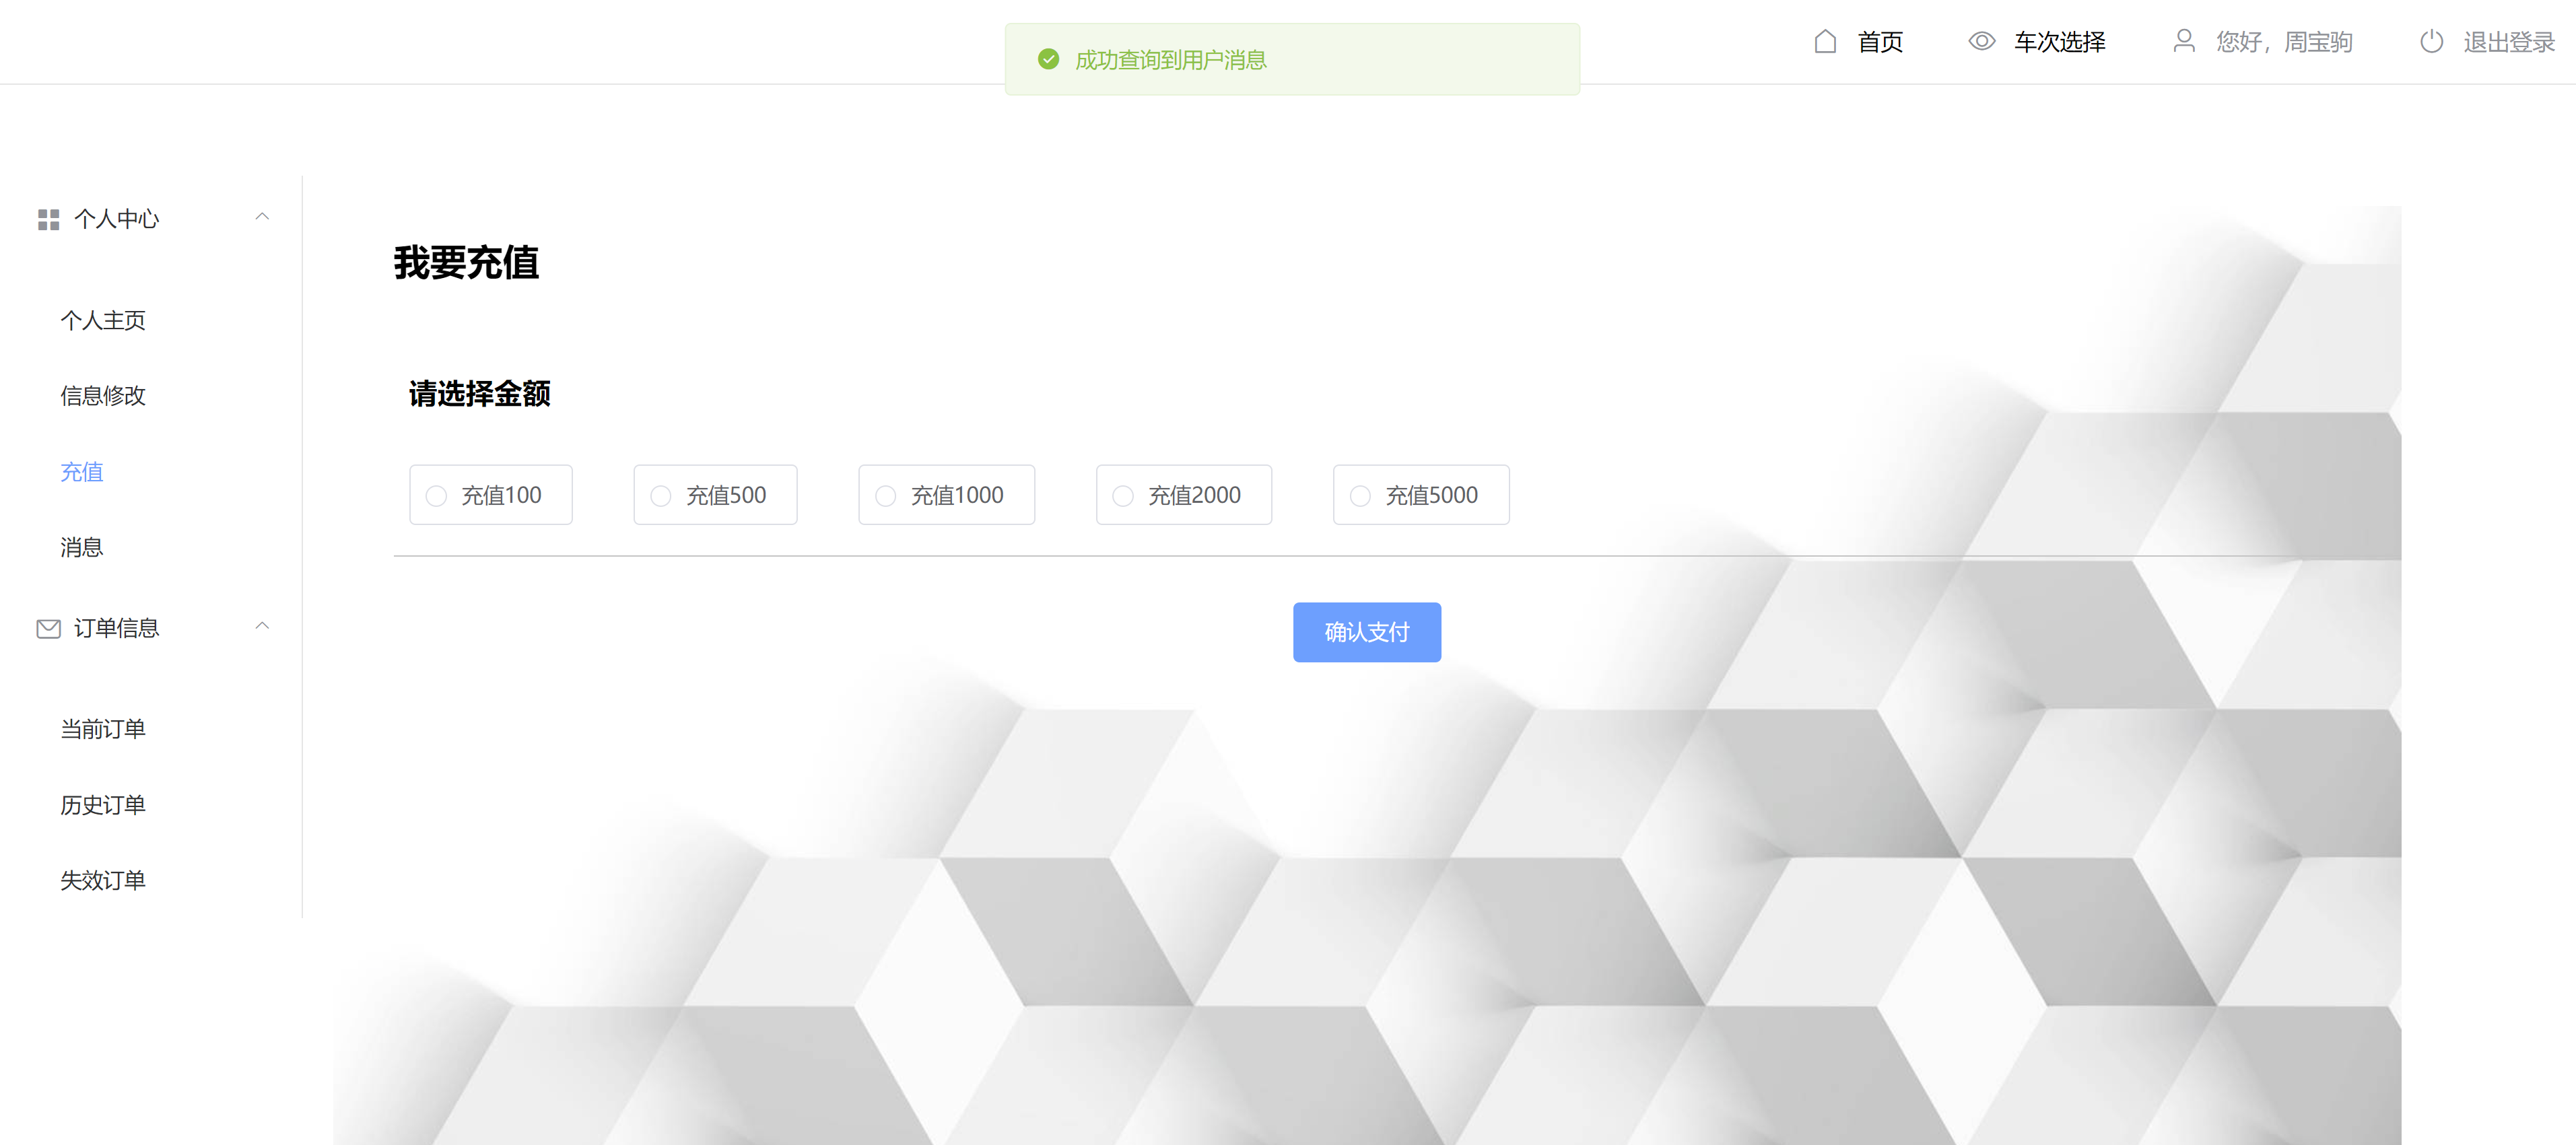 成功查询到用户消息
首页 车次选择 您好，周宝驹 退出登录
个人中心
个人主页
信息修改
充值
消息
订单信息
当前订单
历史订单
失效订单
我要充值
请选择金额
充值100 充值500 充值1000 充值2000 充值5000
确认支付